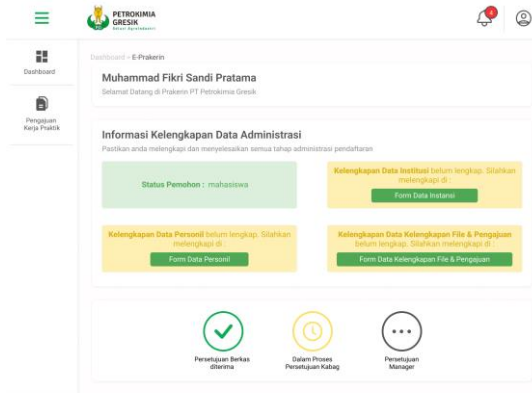 PETROKIMIA
GRESIK
Dashboard > E-Prakerin
Dashboard
Pengajuan
Kerja Praktik
Muhammad Fikri Sandi Pratama
Selamat Datang di Prakerin PT Petrokimia Gresik
Informasi Kelengkapan Data Administrasi
Pastikan anda melengkapi dan menyelesaikan semua tahap administrasi pendaftaran
Status Pemohon : mahasiswa
Kelengkapan Data Institusi belum lengkap. Silahkan
melengkapi di :
Form Data Instansi
Kelengkapan Data Personil belum lengkap. Silahkan
melengkapi di :
Form Data Personil
Kelengkapan Data Kelengkapan File & Pengajuan
belum lengkap. Silahkan melengkapi di :
Form Data Kelengkapan File & Pengajuan
Persetujuan Berkas
diterima
Dalam Proses
Persetujuan Kabag
Persetujuan
Manager